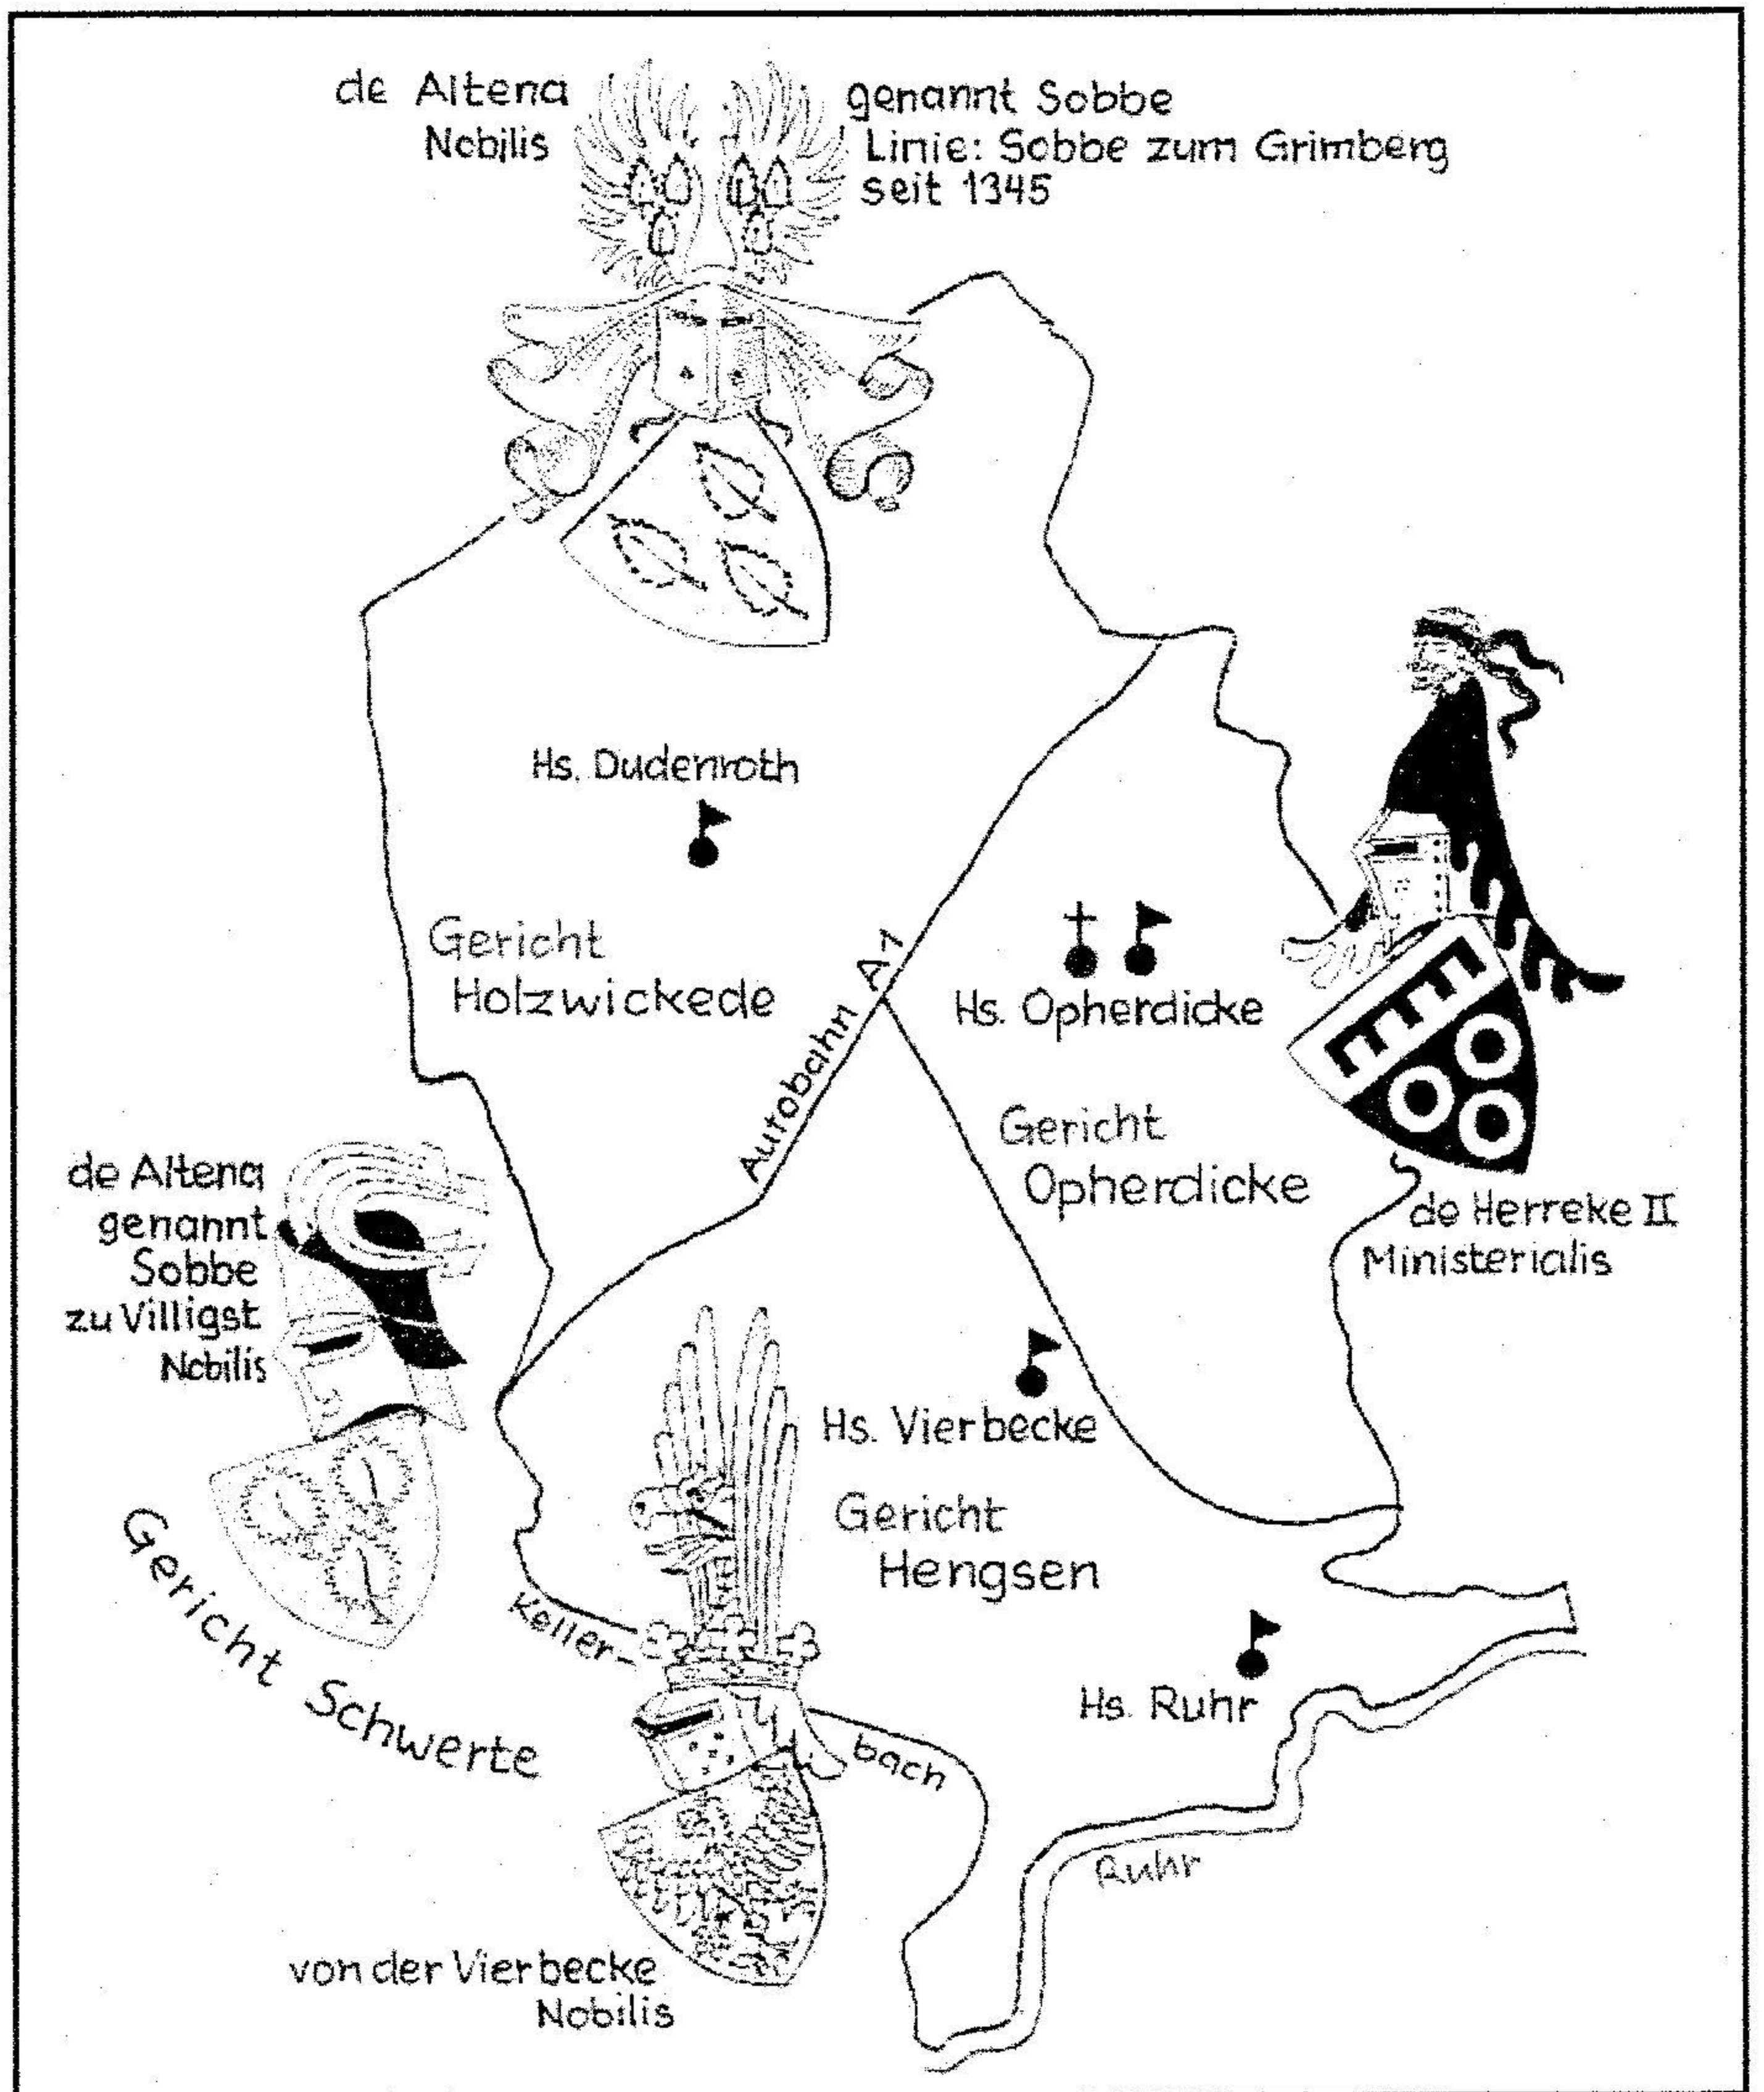 de Altena
Nobilis
genannt Sobbe
Linie: Sobbe zum Grimberg
seit 1345
Hs. Dudenroth
Gericht
Holzwickede
Autobahn A1
Hs. Opherdicke
Gericht
Opherdicke
de Herreke II
Ministerialis
de Altena
genannt
Sobbe
zu Villigst
Nobilis
Gericht Schwerte
Hs. Vierbecke
Gericht
Hengsen
Keller-
bach
Hs. Ruhr
Ruhr
von der Vierbecke
Nobilis